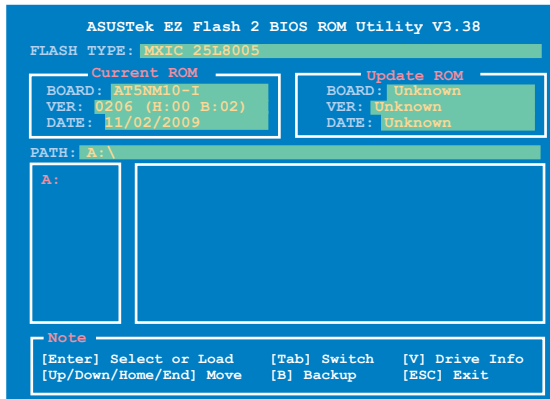 ASUSTek EZ Flash 2 BIOS ROM Utility V3.38
FLASH TYPE: MXIC 25L8005
Current ROM
BOARD: AT5NM10-I
VER: 0206 (H:00 B:02)
DATE: 11/02/2009
Update ROM
BOARD: Unknown
VER: Unknown
DATE: Unknown
PATH: A:\
A:
Note
[Enter] Select or Load [Tab] Switch [V] Drive Info
[Up/Down/Home/End] Move [B] Backup [ESC] Exit